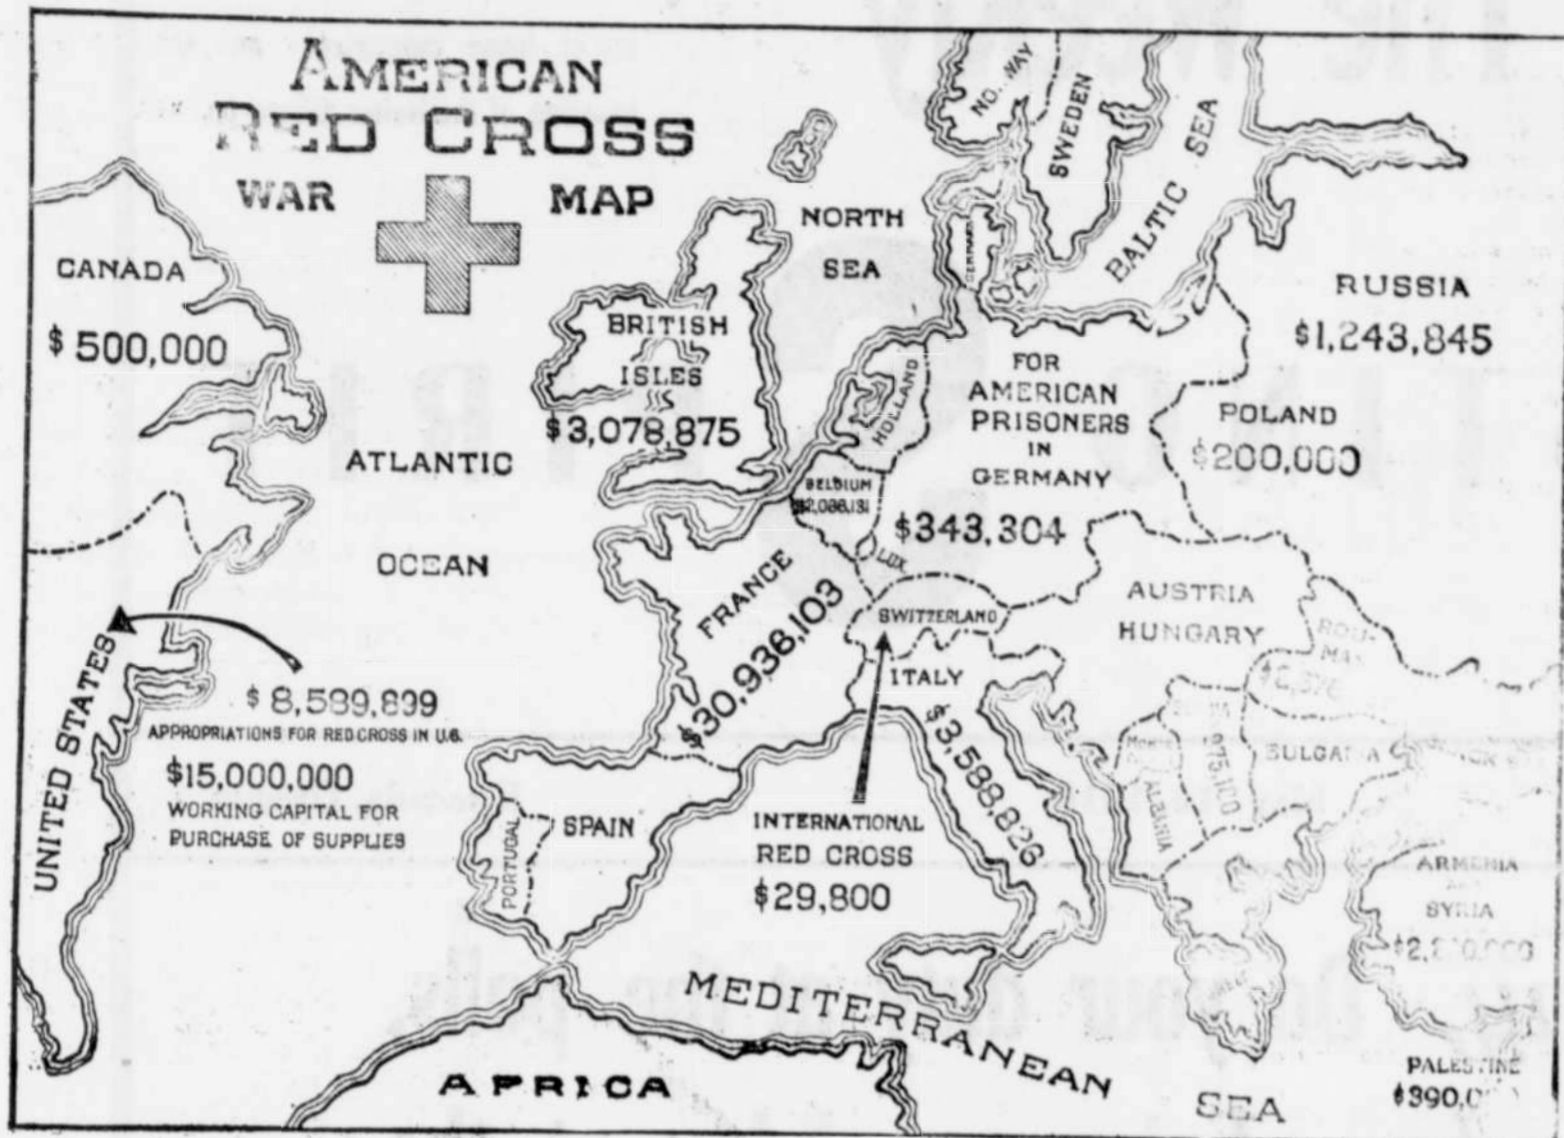 AMERICAN
RED CROSS
WAR MAP
CANADA
$500,000
NORTH
SEA
SWEDEN
BALTIC SEA
RUSSIA
$1,243,845
BRITISH
ISLES
$3,078,875
HOLLAND
GERMANY
FOR
AMERICAN
PRISONERS
IN
GERMANY
$343,304
POLAND
$200,000
ATLANTIC
OCEAN
BELGIUM
LUX
FRANCE
$30,936,103
SWITZERLAND
AUSTRIA
HUNGARY
ROU-
ITALY
$3,588,826
UNITED STATES
$8,589,899
APPROPRIATIONS FOR RED CROSS IN U.S.
$15,000,000
WORKING CAPITAL FOR
PURCHASE OF SUPPLIES
PORTUGAL
SPAIN
INTERNATIONAL
RED CROSS
$29,800
BULGARIA
ALBANIA
ARMENIA
SYRIA
MEDITERRANEAN
SEA
AFRICA
PALESTINE